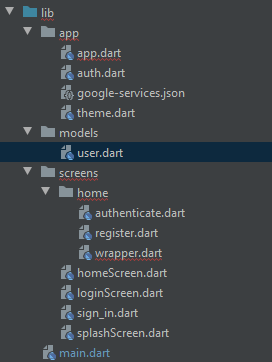 lib
app
app.dart
auth.dart
google-services.json
theme.dart
models
user.dart
screens
home
authenticate.dart
register.dart
wrapper.dart
homeScreen.dart
loginScreen.dart
sign_in.dart
splashScreen.dart
main.dart